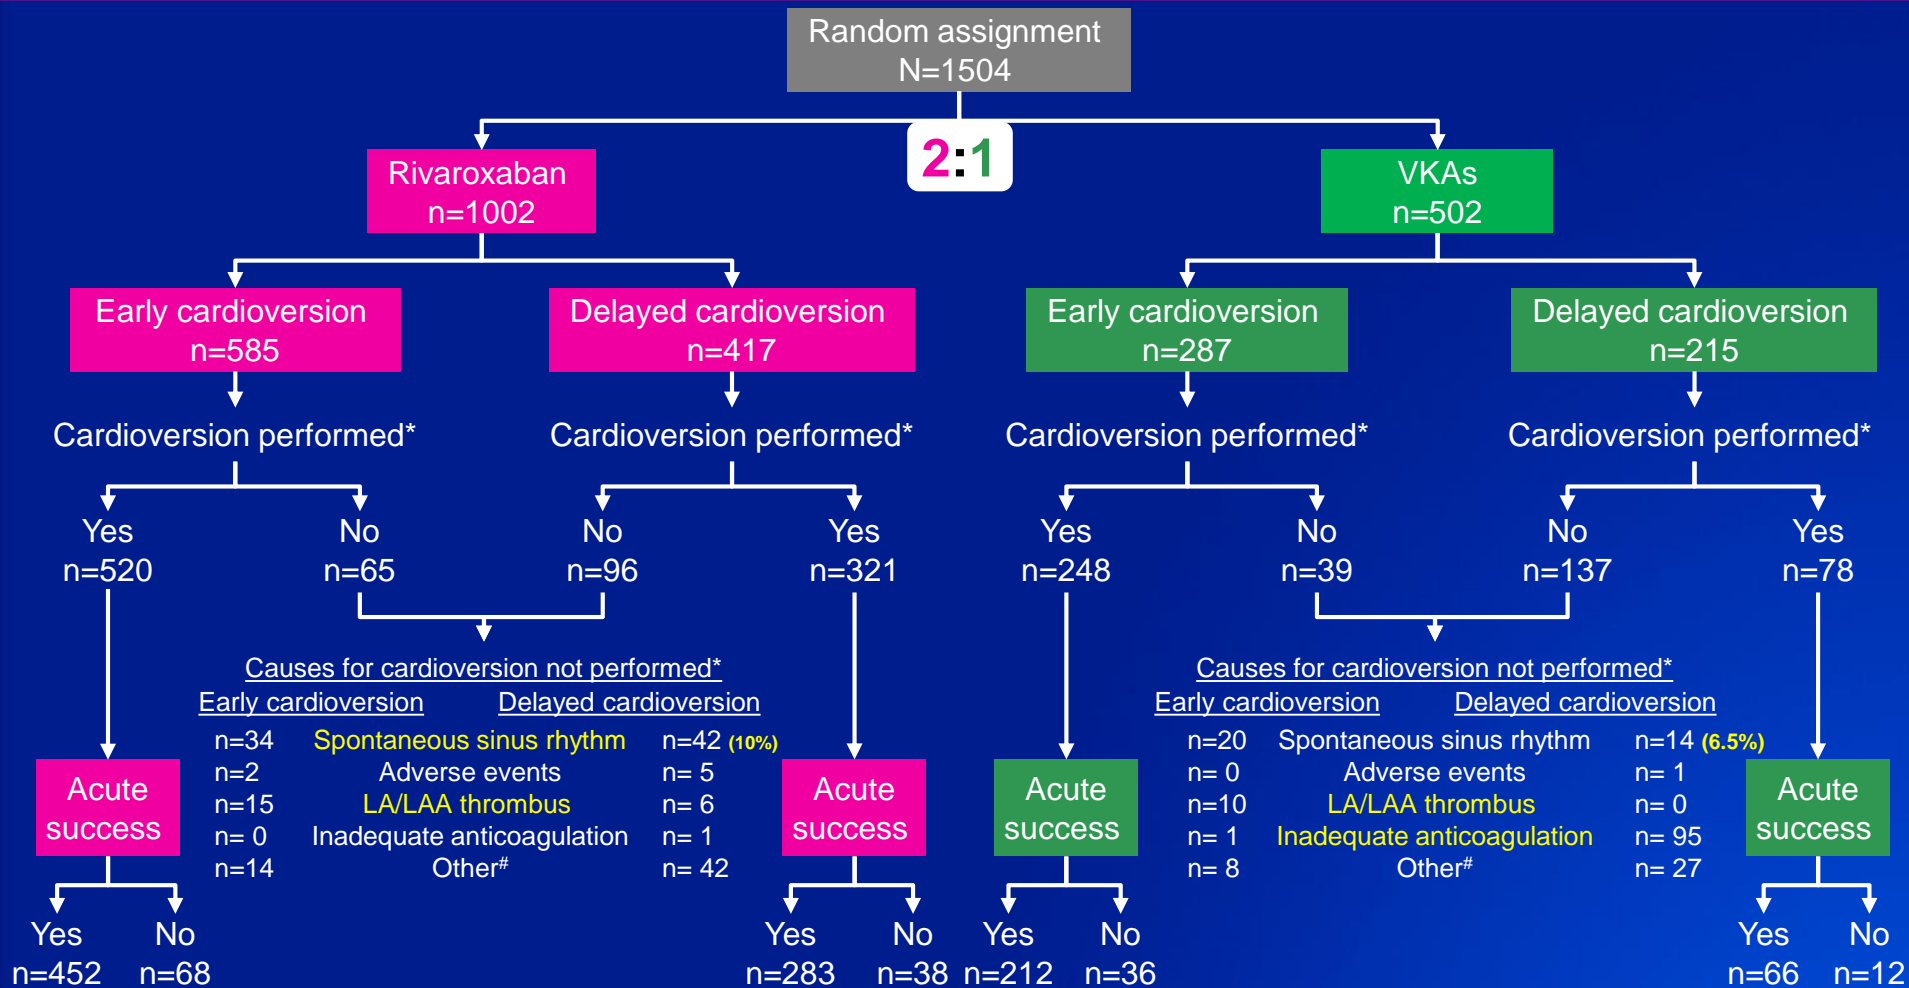 Random assignment
N=1504
2:1
Rivaroxaban
n=1002
VKAs
n=502
Early cardioversion
n=585
Delayed cardioversion
n=417
Early cardioversion
n=287
Delayed cardioversion
n=215
Cardioversion performed*
Cardioversion performed*
Cardioversion performed*
Cardioversion performed*
Yes
n=520
No
n=65
No
n=96
Yes
n=321
Yes
n=248
No
n=39
No
n=137
Yes
n=78
Causes for cardioversion not performed*
Early cardioversion Delayed cardioversion
n=34 Spontaneous sinus rhythm n=42 (10%)
n=2 Adverse events n= 5
n=15 LA/LAA thrombus n= 6
n= 0 Inadequate anticoagulation n= 1
n=14 Other# n= 42
Causes for cardioversion not performed*
Early cardioversion Delayed cardioversion
n=20 Spontaneous sinus rhythm n=14 (6.5%)
n= 0 Adverse events n= 1
n=10 LA/LAA thrombus n= 0
n= 1 Inadequate anticoagulation n= 95
n= 8 Other# n= 27
Acute
success
Acute
success
Acute
success
Acute
success
Yes
n=452
No
n=68
Yes
n=283
No
n=38
Yes
n=212
No
n=36
Yes
n=66
No
n=12